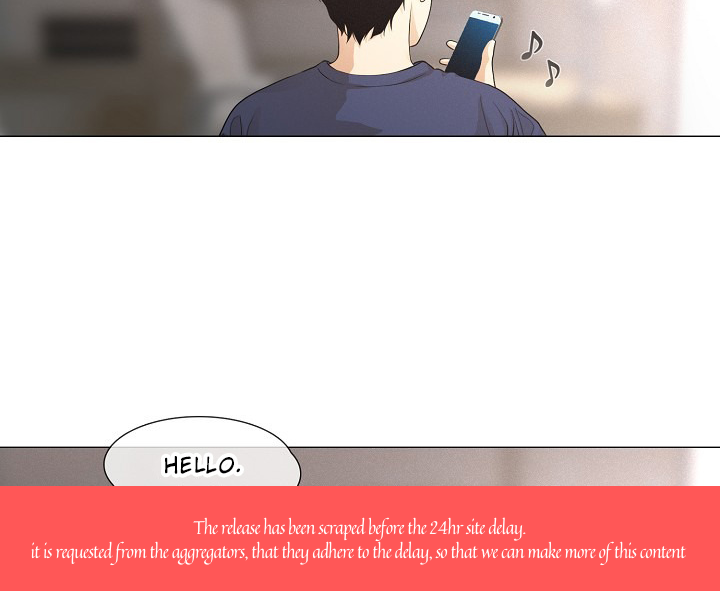 HELLO.
The release has been scraped before the 24hr site delay.
it is requested from the aggregators, that they adhere to the delay, so that we can make more of this content